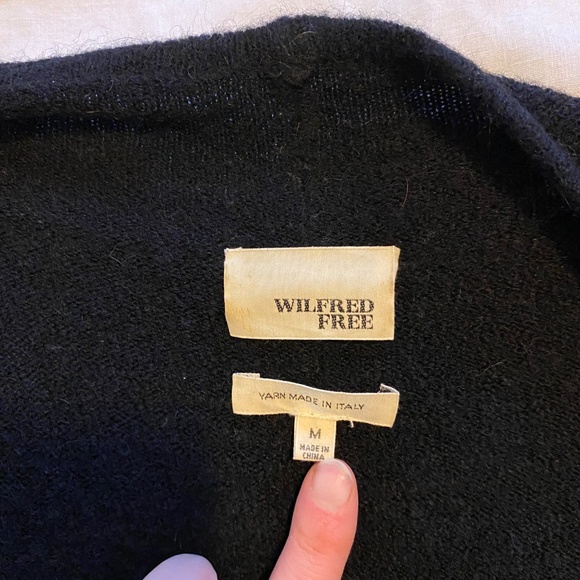 WILFRED
FREE
YARN MADE IN ITALY
M
MADE IN
CHINA